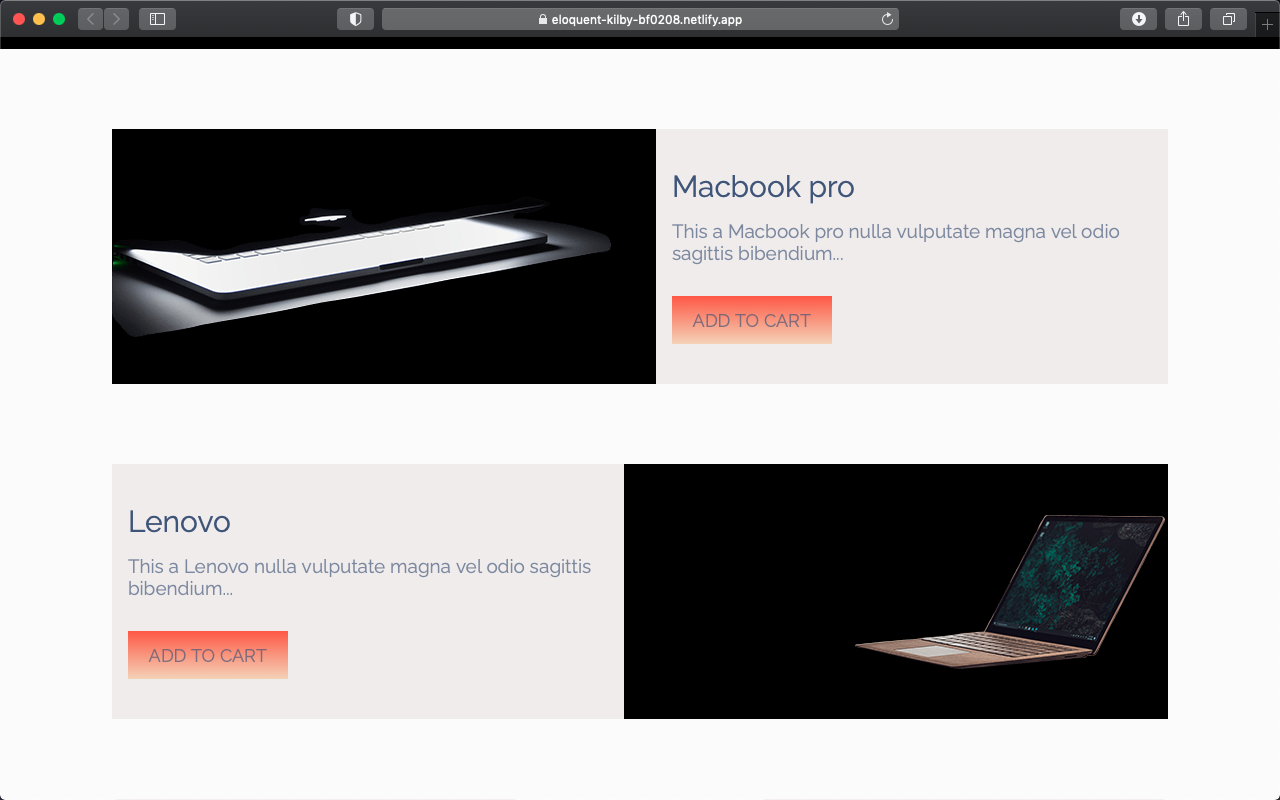 eloquent-kilby-bf0208.netlify.app
Macbook pro
This a Macbook pro nulla vulputate magna vel odio
sagittis bibendium...
ADD TO CART
Lenovo
This a Lenovo nulla vulputate magna vel odio sagittis
bibendium...
ADD TO CART